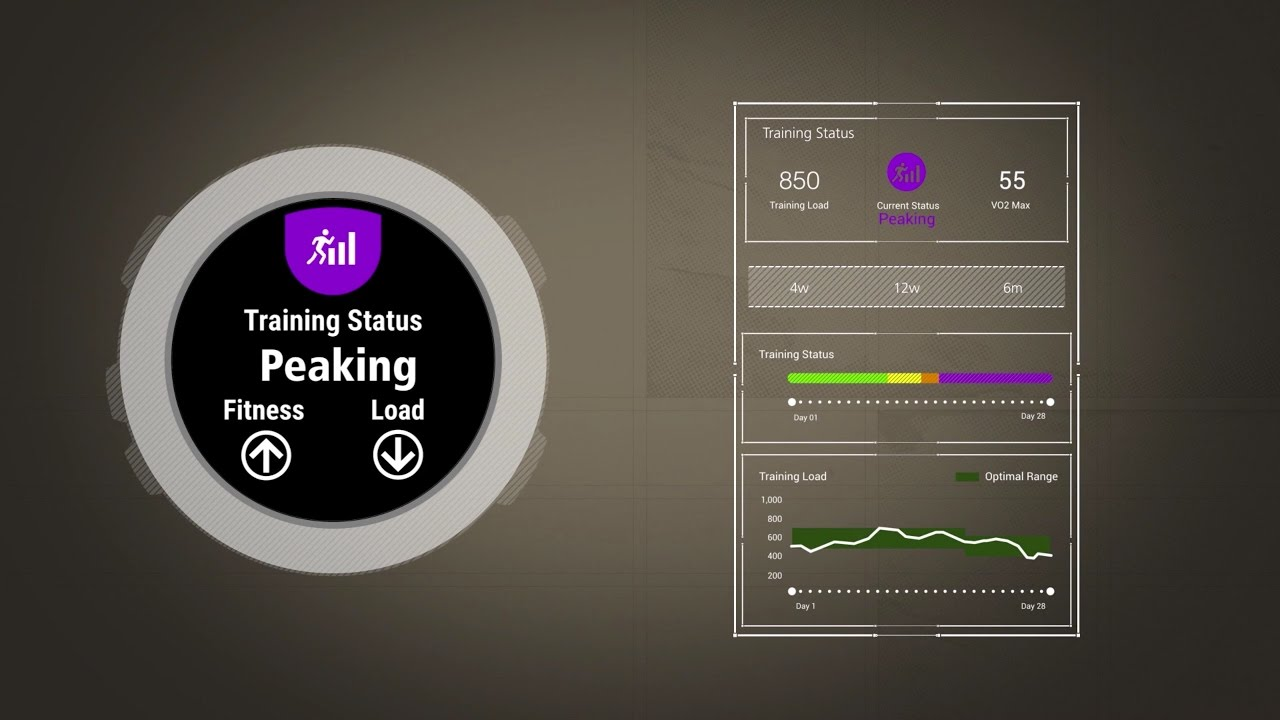 Training Status
Peaking
Fitness Load
Training Status
850 55
Training Load Current Status VO2 Max
Peaking
4w 12w 6m
Training Status
Day 01 Day 28
Training Load Optimal Range
1,000
800
600
400
200
Day 1 Day 28